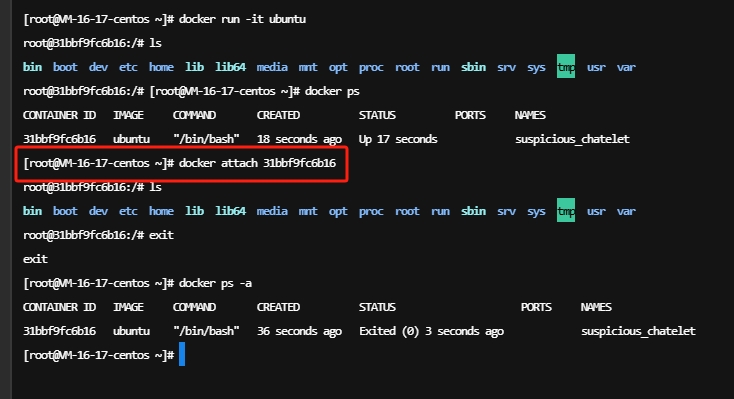 [root@VM-16-17-centos ~]# docker run -it ubuntu
root@31bbf9fc6b16:/# ls
bin boot dev etc home lib lib64 media mnt opt proc root run sbin srv sys tmp usr var
root@31bbf9fc6b16:/# [root@VM-16-17-centos ~]# docker ps
CONTAINER ID IMAGE COMMAND CREATED STATUS PORTS NAMES
31bbf9fc6b16 ubuntu "/bin/bash" 18 seconds ago Up 17 seconds suspicious_chatelet
[root@VM-16-17-centos ~]# docker attach 31bbf9fc6b16
root@31bbf9fc6b16:/# ls
bin boot dev etc home lib lib64 media mnt opt proc root run sbin srv sys tmp usr var
root@31bbf9fc6b16:/# exit
exit
[root@VM-16-17-centos ~]# docker ps -a
CONTAINER ID IMAGE COMMAND CREATED STATUS PORTS NAMES
31bbf9fc6b16 ubuntu "/bin/bash" 36 seconds ago Exited (0) 3 seconds ago suspicious_chatelet
[root@VM-16-17-centos ~]#